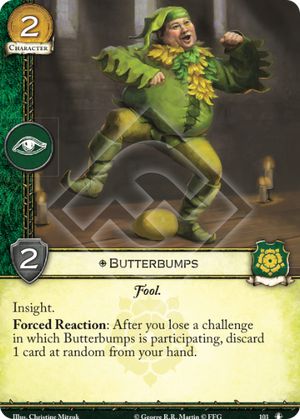 2
CHARACTER
2
BUTTERBUMPS
Fool.
Insight.
Forced Reaction: After you lose a challenge
in which Butterbumps is participating, discard
1 card at random from your hand.
Illus. Christine Mitzuk © George R.R. Martin © FFG 103